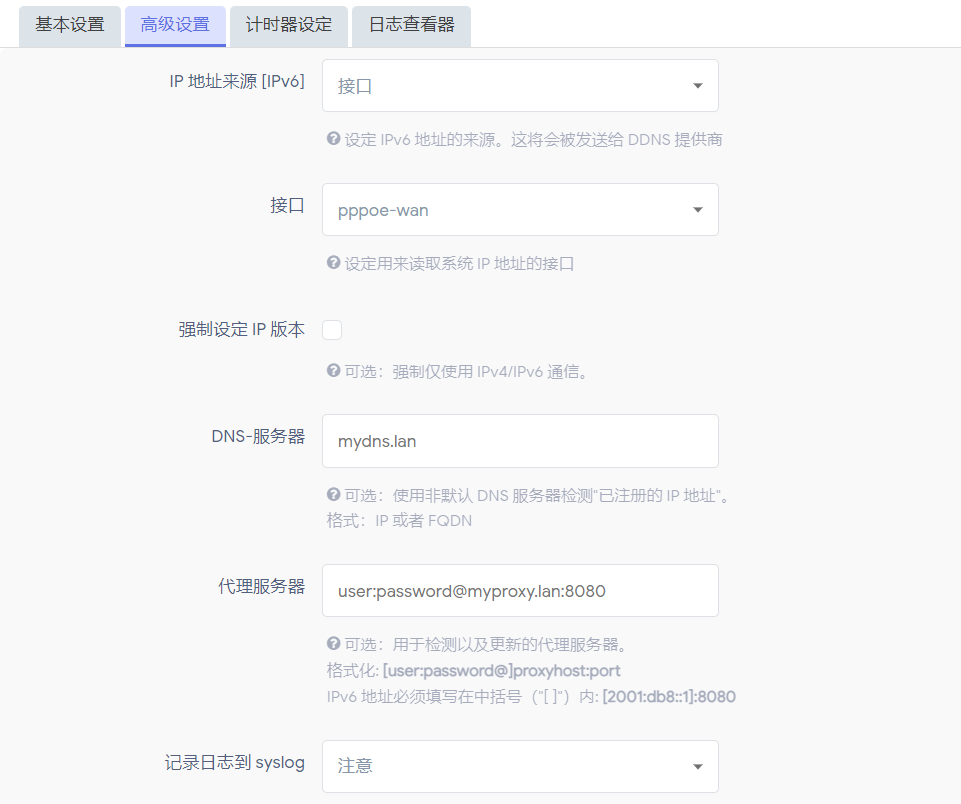 基本设置 高级设置 计时器设定 日志查看器
IP 地址来源 [IPv6] 接口
设定 IPv6 地址的来源。这将会被发送给 DDNS 提供商
接口 pppoe-wan
设定用来读取系统 IP 地址的接口
强制设定 IP 版本
可选：强制仅使用 IPv4/IPv6 通信。
DNS-服务器 mydns.lan
可选：使用非默认 DNS 服务器检测"已注册的 IP 地址"。
格式：IP 或者 FQDN
代理服务器 user:password@myproxy.lan:8080
可选：用于检测以及更新的代理服务器。
格式化: [user:password@]proxyhost:port
IPv6 地址必须填写在中括号（"[ ]"）内: [2001:db8::1]:8080
记录日志到 syslog 注意